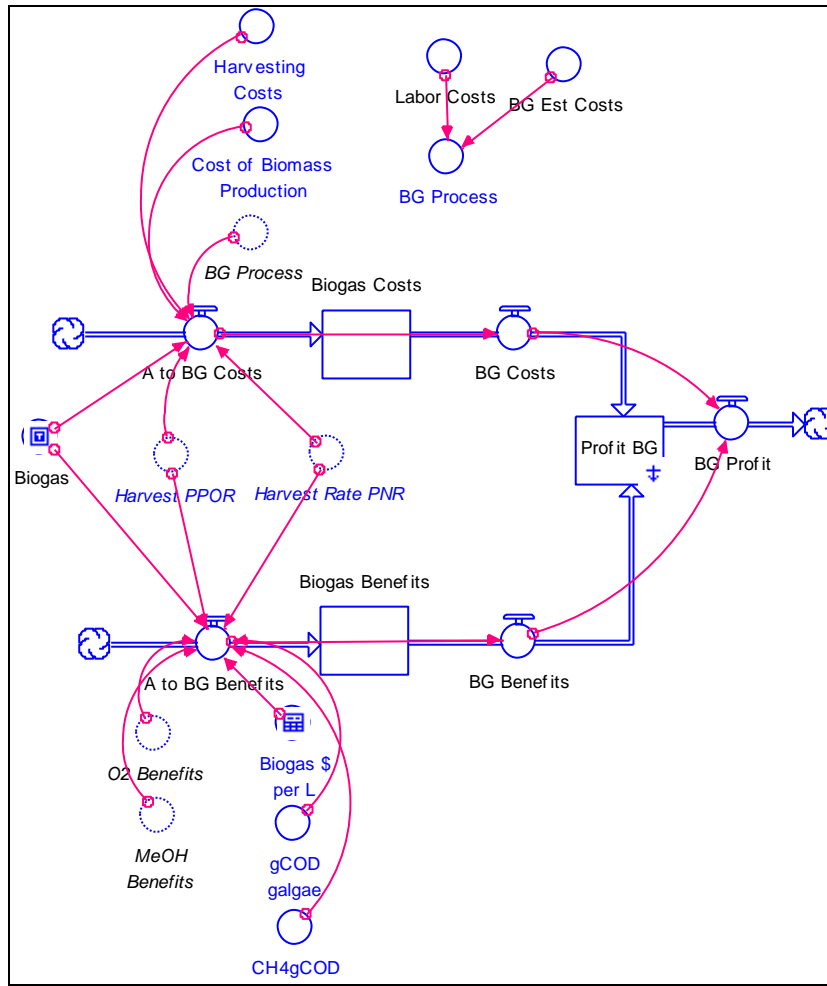 Harvesting
Costs
Labor Costs
BG Est Costs
Cost of Biomass
Production
BG Process
BG Process
Biogas Costs
A to BG Costs
BG Costs
Profit BG
BG Profit
Biogas
Harvest PPOR
Harvest Rate PNR
Biogas Benefits
A to BG Benefits
BG Benefits
O2 Benefits
Biogas $
per L
MeOH
Benefits
gCOD
galgae
CH4gCOD